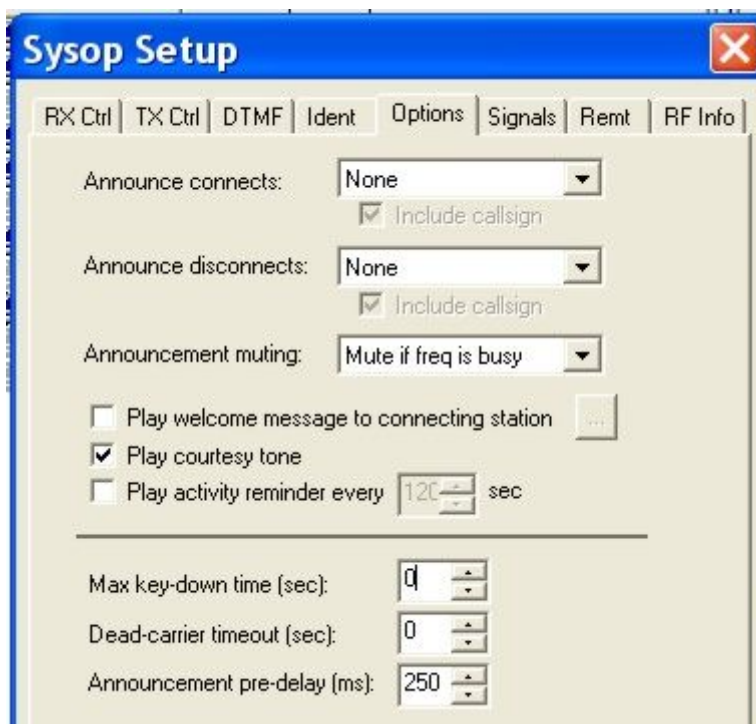 Sysop Setup
RX Ctrl TX Ctrl DTMF Ident Options Signals Remt RF Info
Announce connects: None
Include callsign
Announce disconnects: None
Include callsign
Announcement muting: Mute if freq is busy
Play welcome message to connecting station ...
Play courtesy tone
Play activity reminder every 120 sec
Max key-down time (sec): 0
Dead-carrier timeout (sec): 0
Announcement pre-delay (ms): 250